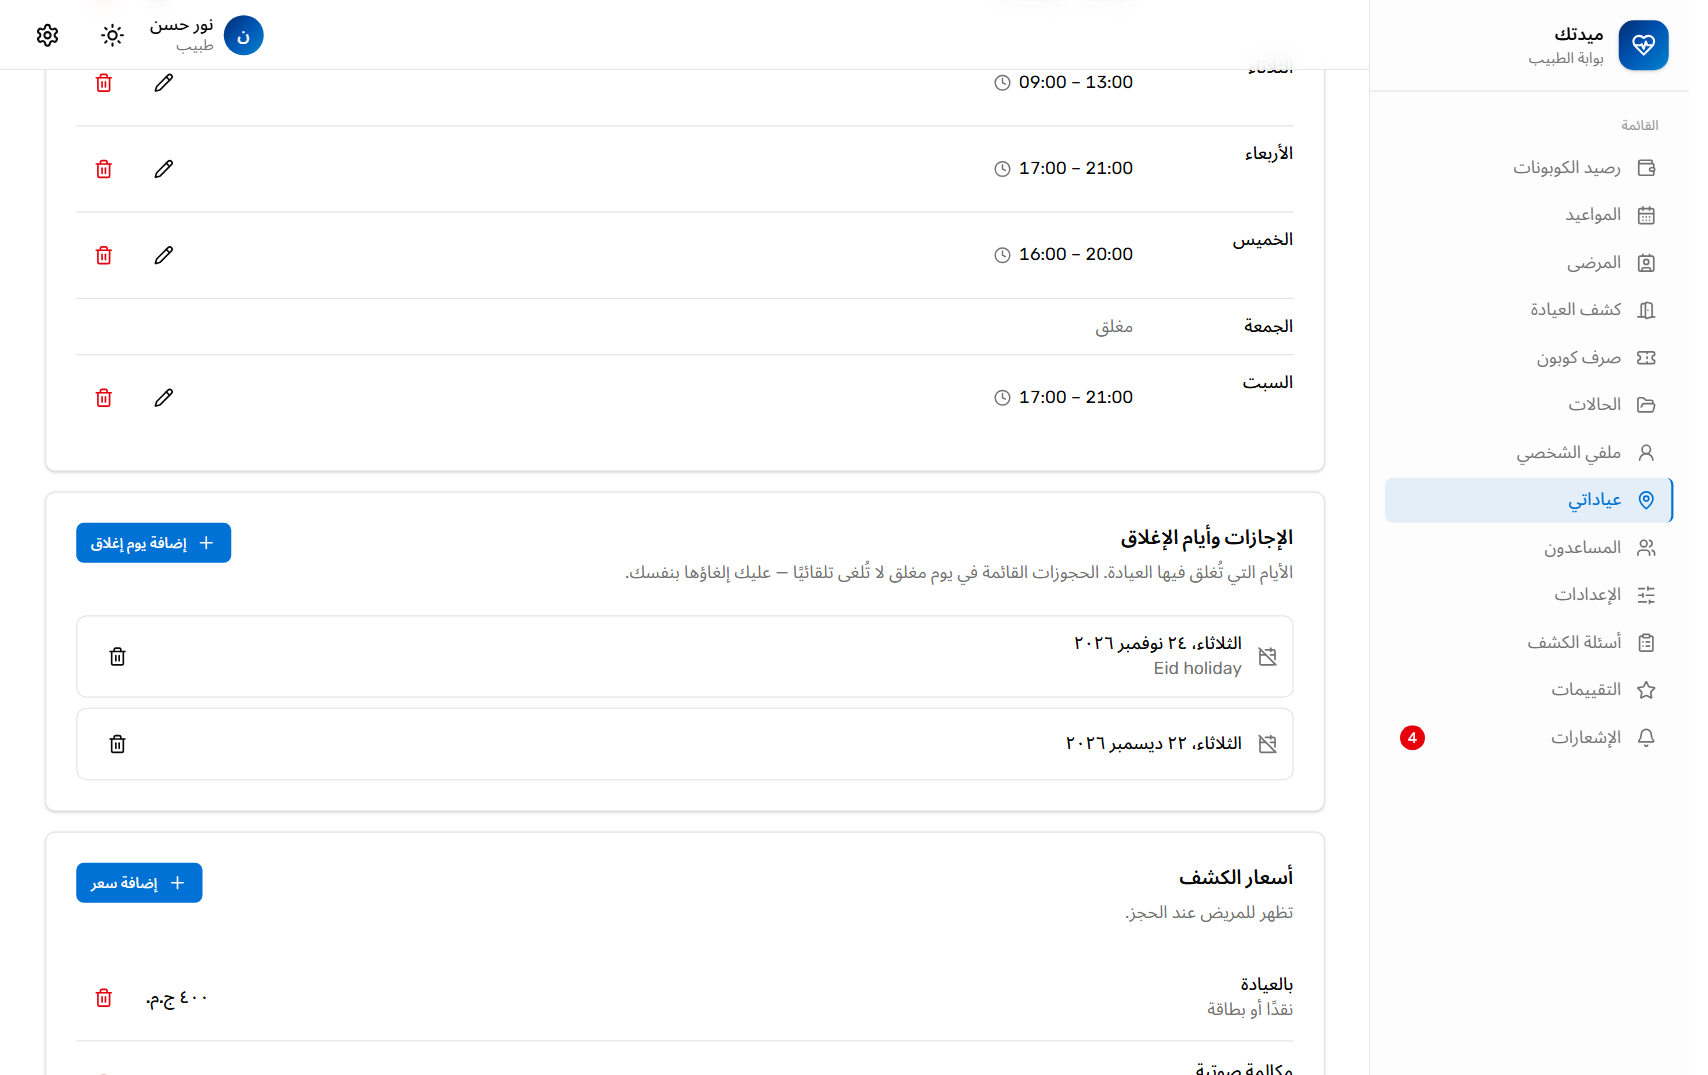 ميدتك
بوابة الطبيب
القائمة
رصيد الكوبونات
المواعيد
المرضى
كشف العيادة
صرف كوبون
الحالات
ملفي الشخصي
عياداتي
المساعدون
الإعدادات
أسئلة الكشف
التقييمات
الإشعارات
4
ن
نور حسن
طبيب
الثلاثاء
09:00 – 13:00
الأربعاء
17:00 – 21:00
الخميس
16:00 – 20:00
الجمعة
مغلق
السبت
17:00 – 21:00
الإجازات وأيام الإغلاق
الأيام التي تُغلق فيها العيادة. الحجوزات القائمة في يوم مغلق لا تُلغى تلقائيًا — عليك إلغاؤها بنفسك.
إضافة يوم إغلاق
الثلاثاء، ٢٤ نوفمبر ٢٠٢٦
Eid holiday
الثلاثاء، ٢٢ ديسمبر ٢٠٢٦
أسعار الكشف
تظهر للمريض عند الحجز.
إضافة سعر
بالعيادة
نقدًا أو بطاقة
٤٠٠ ج.م.
مكالمة صوتية